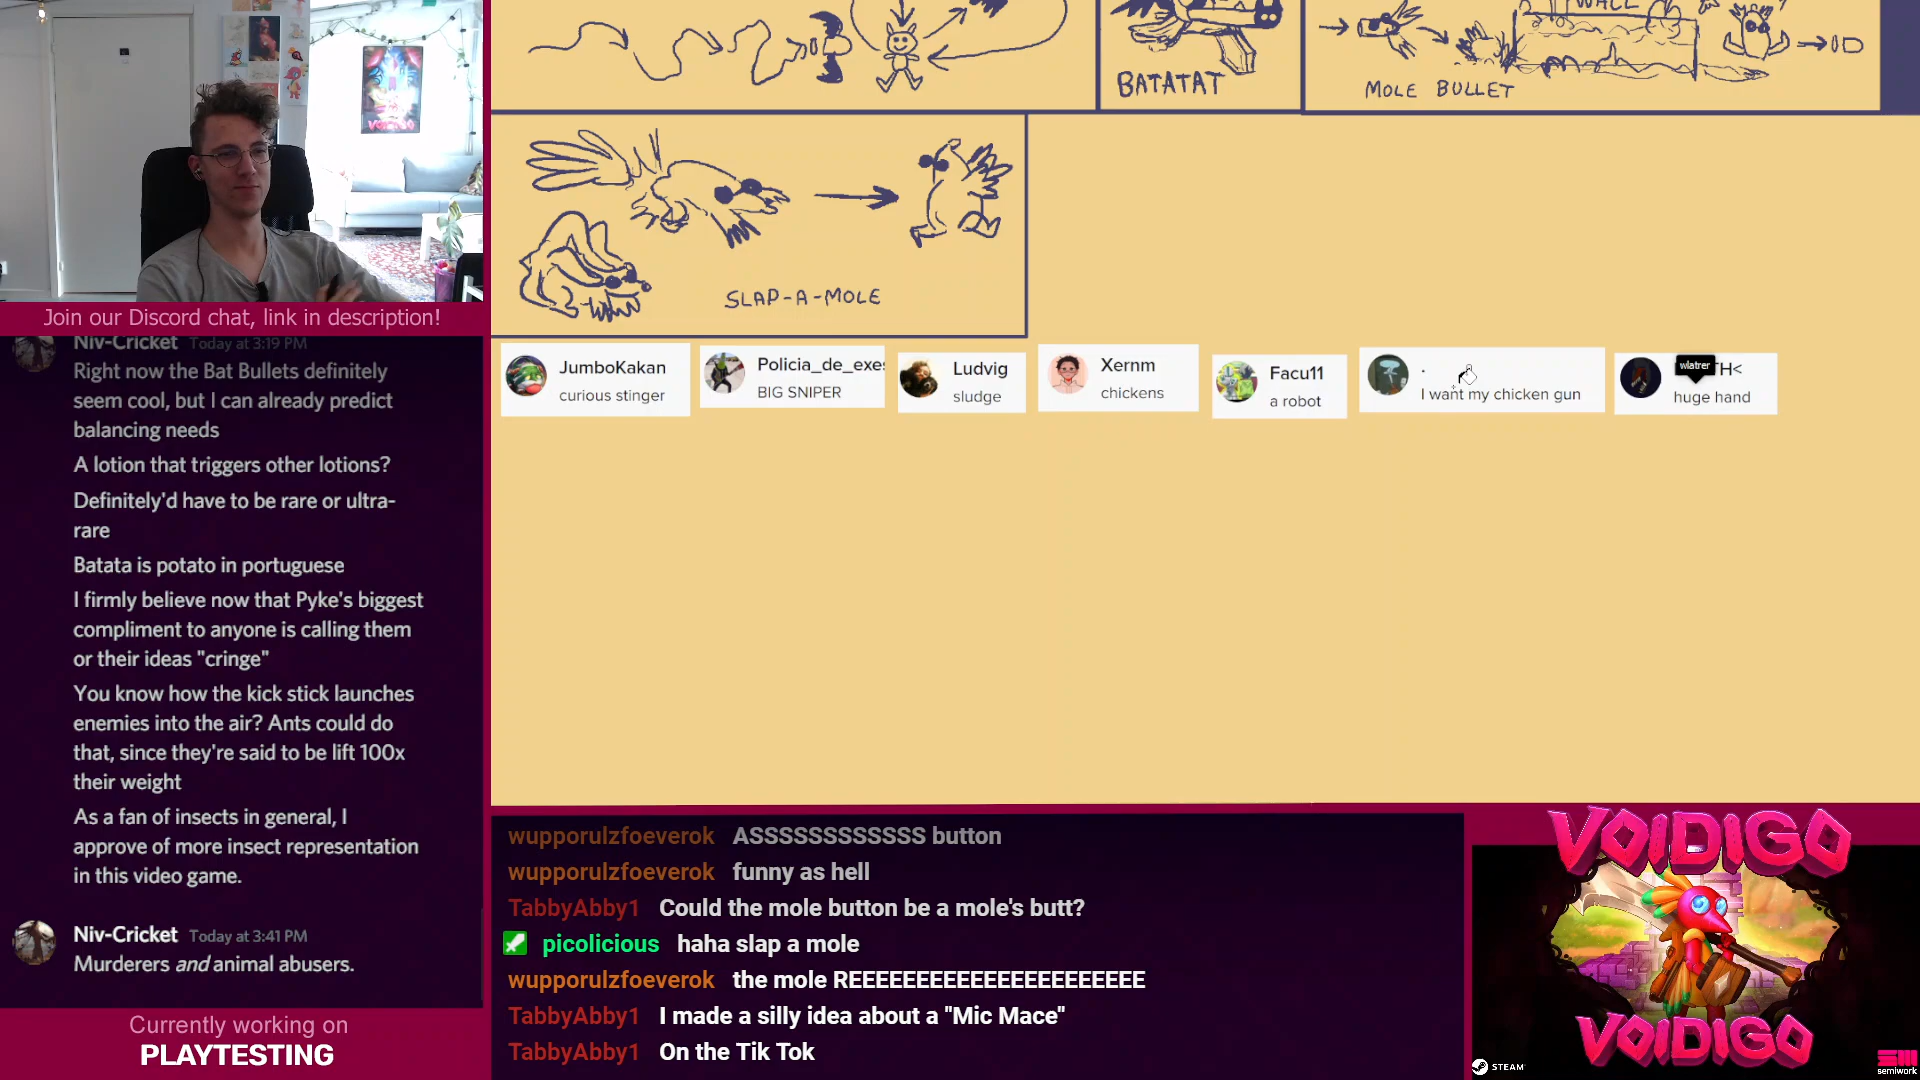 VOIDIGO
Join our Discord chat, link in description!
Niv-Cricket Today at 3:19 PM
Right now the Bat Bullets definitely
seem cool, but I can already predict
balancing needs
A lotion that triggers other lotions?
Definitely'd have to be rare or ultra-
rare
Batata is potato in portuguese
I firmly believe now that Pyke's biggest
compliment to anyone is calling them
or their ideas "cringe"
You know how the kick stick launches
enemies into the air? Ants could do
that, since they're said to be lift 100x
their weight
As a fan of insects in general, I
approve of more insect representation
in this video game.
Niv-Cricket Today at 3:41 PM
Murderers and animal abusers.
Currently working on
PLAYTESTING
BATATAT
WALL
MOLE BULLET
SLAP-A-MOLE
JumboKakan
curious stinger
Policia_de_exe
BIG SNIPER
Ludvig
sludge
Xernm
chickens
Facu11
a robot
.
I want my chicken gun
wlatrer
TH<
huge hand
wupporulzfoeverok ASSSSSSSSSSSS button
wupporulzfoeverok funny as hell
TabbyAbby1 Could the mole button be a mole's butt?
picolicious haha slap a mole
wupporulzfoeverok the mole REEEEEEEEEEEEEEEEEEEEEEE
TabbyAbby1 I made a silly idea about a "Mic Mace"
TabbyAbby1 On the Tik Tok
VOIDIGO
VOIDIGO
STEAM
semiwork